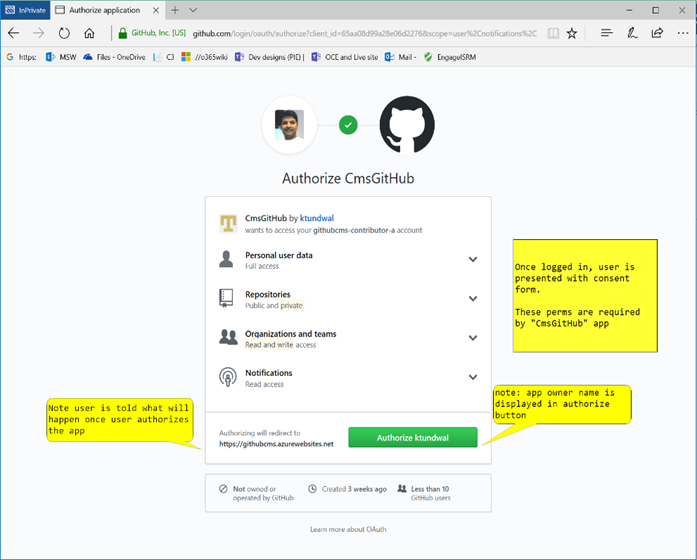 InPrivate
Authorize application
GitHub, Inc. [US]
github.com/login/oauth/authorize?client_id=65aa08d99a28e06d2276&scope=user%2Cnotifications%2C
https:
MSW
Files - OneDrive
C3
//o365wiki
Dev designs (PIE) |
OCE and Live site
Mail -
EngageISRM
Authorize CmsGitHub
CmsGitHub by ktundwal
wants to access your githubcms-contributor-a account
Personal user data
Full access
Repositories
Public and private
Organizations and teams
Read and write access
Notifications
Read access
Once logged in, user is
presented with consent
form.
These perms are required
by "CmsGitHub" app
Note user is told what will
happen once user authorizes
the app
note: app owner name is
displayed in authorize
button
Authorizing will redirect to
https://githubcms.azurewebsites.net
Authorize ktundwal
Not owned or
operated by GitHub
Created 3 weeks ago
Less than 10
GitHub users
Learn more about OAuth